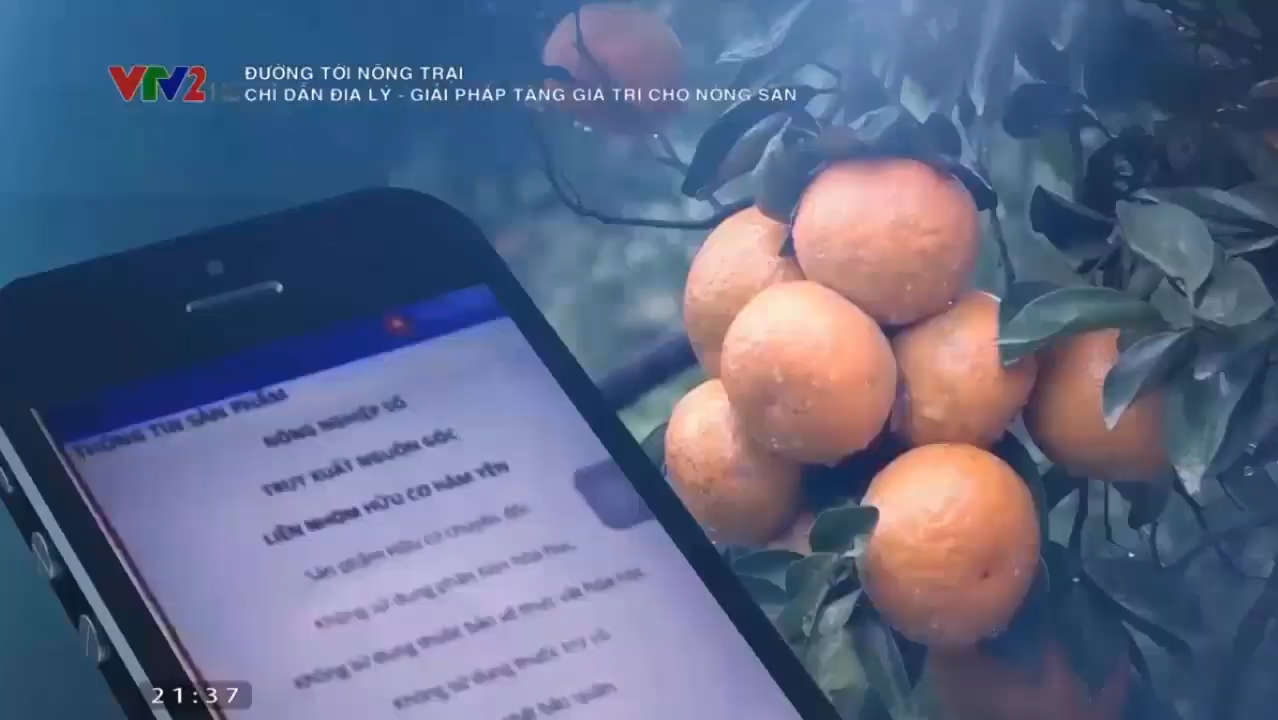 VTV2
ĐƯỜNG TỚI NÔNG TRẠI
CHỈ DẪN ĐỊA LÝ - GIẢI PHÁP TĂNG GIÁ TRỊ CHO NÔNG SẢN
THÔNG TIN SẢN PHẨM
NÔNG NGHIỆP SỐ
TRUY XUẤT NGUỒN GỐC
LIÊN NHÓM HỮU CƠ HÀM YÊN
Sản phẩm hữu cơ chuyển đổi
Không sử dụng phân hóa học
Không sử dụng thuốc bảo vệ thực vật hóa học
Không sử dụng thuốc trừ cỏ
bảo quản
21:37